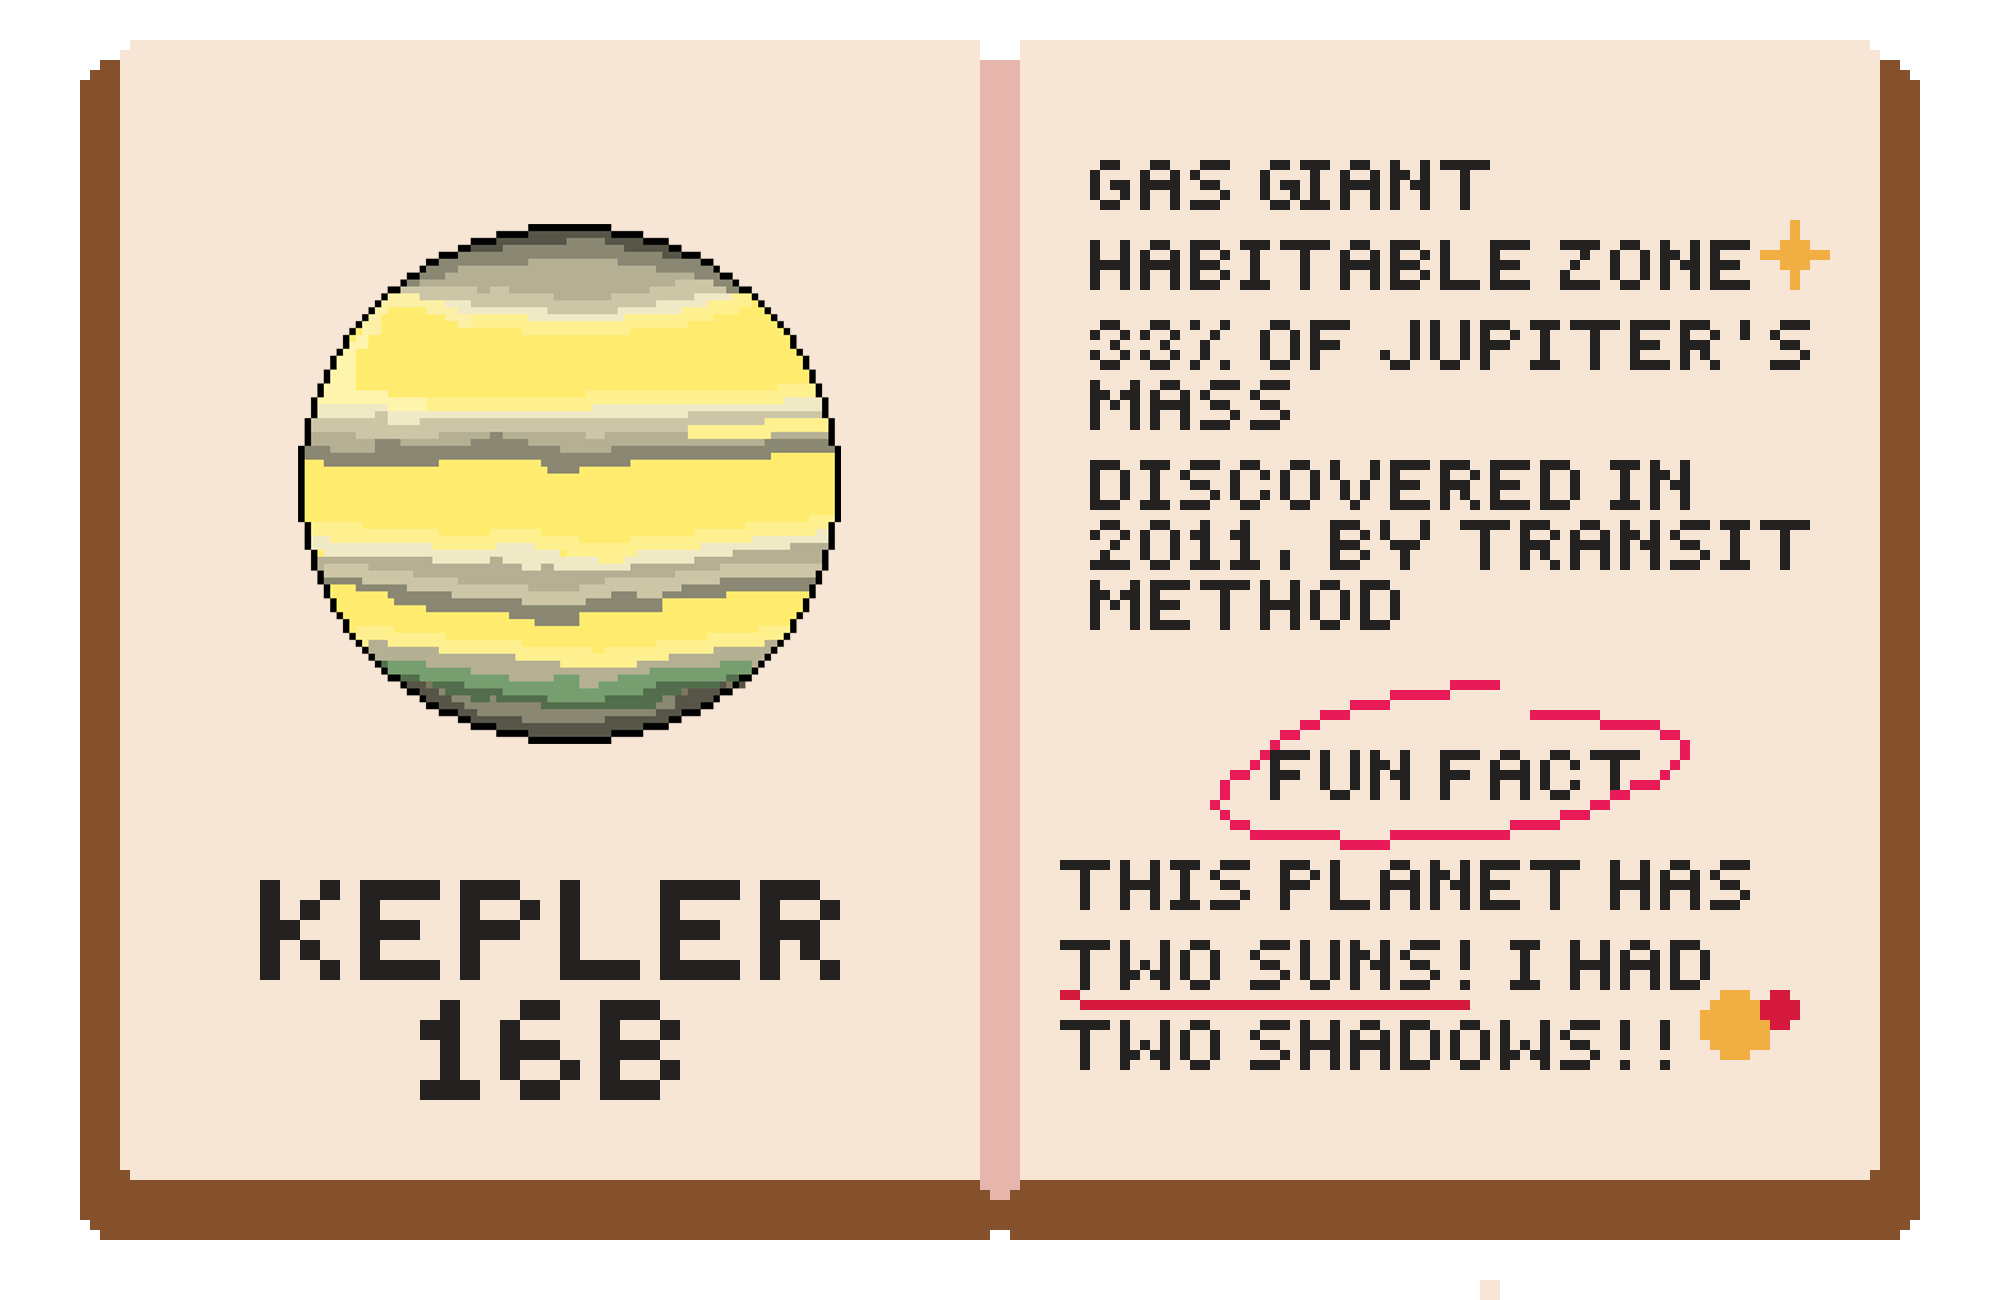 KEPLER
16B
GAS GIANT
HABITABLE ZONE
33% OF JUPITER'S
MASS
DISCOVERED IN
2011, BY TRANSIT
METHOD
FUN FACT
THIS PLANET HAS
TWO SUNS! I HAD
TWO SHADOWS!!